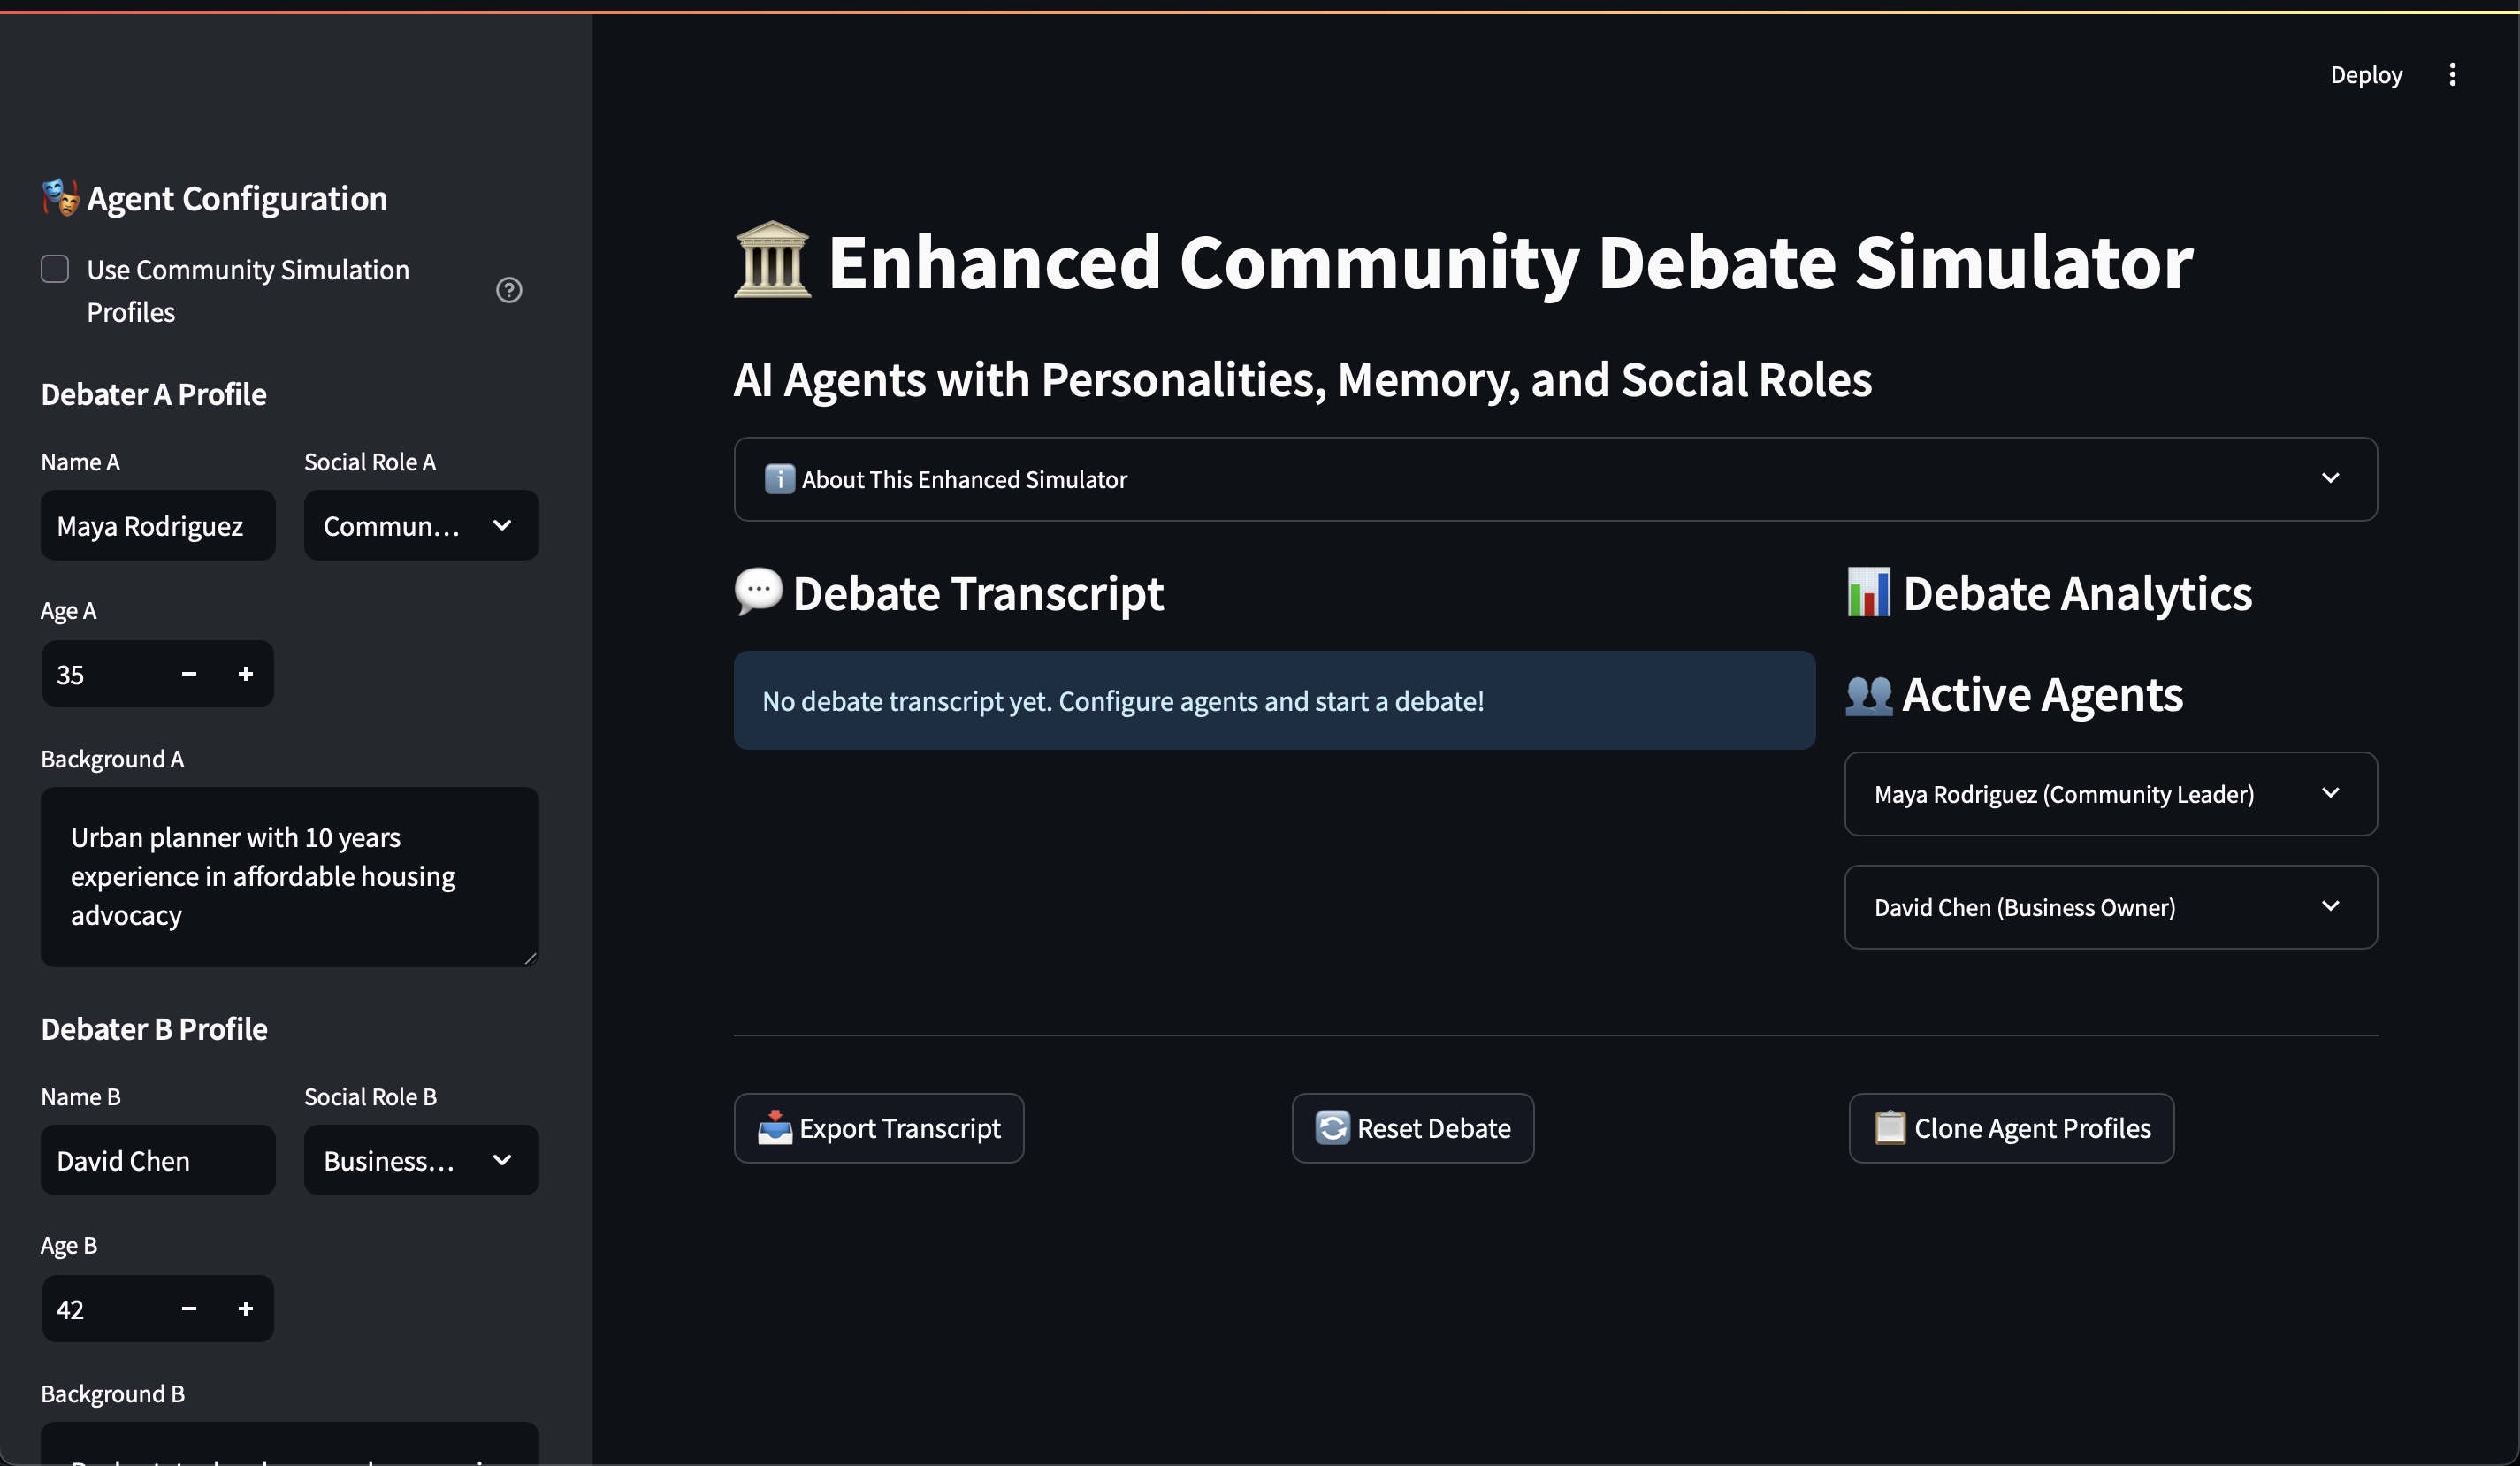 Deploy
Agent Configuration
Use Community Simulation
Profiles
Debater A Profile
Name A
Social Role A
Maya Rodriguez
Commun...
Age A
35
Background A
Urban planner with 10 years
experience in affordable housing
advocacy
Debater B Profile
Name B
Social Role B
David Chen
Business...
Age B
42
Background B
Enhanced Community Debate Simulator
AI Agents with Personalities, Memory, and Social Roles
About This Enhanced Simulator
Debate Transcript
No debate transcript yet. Configure agents and start a debate!
Debate Analytics
Active Agents
Maya Rodriguez (Community Leader)
David Chen (Business Owner)
Export Transcript
Reset Debate
Clone Agent Profiles